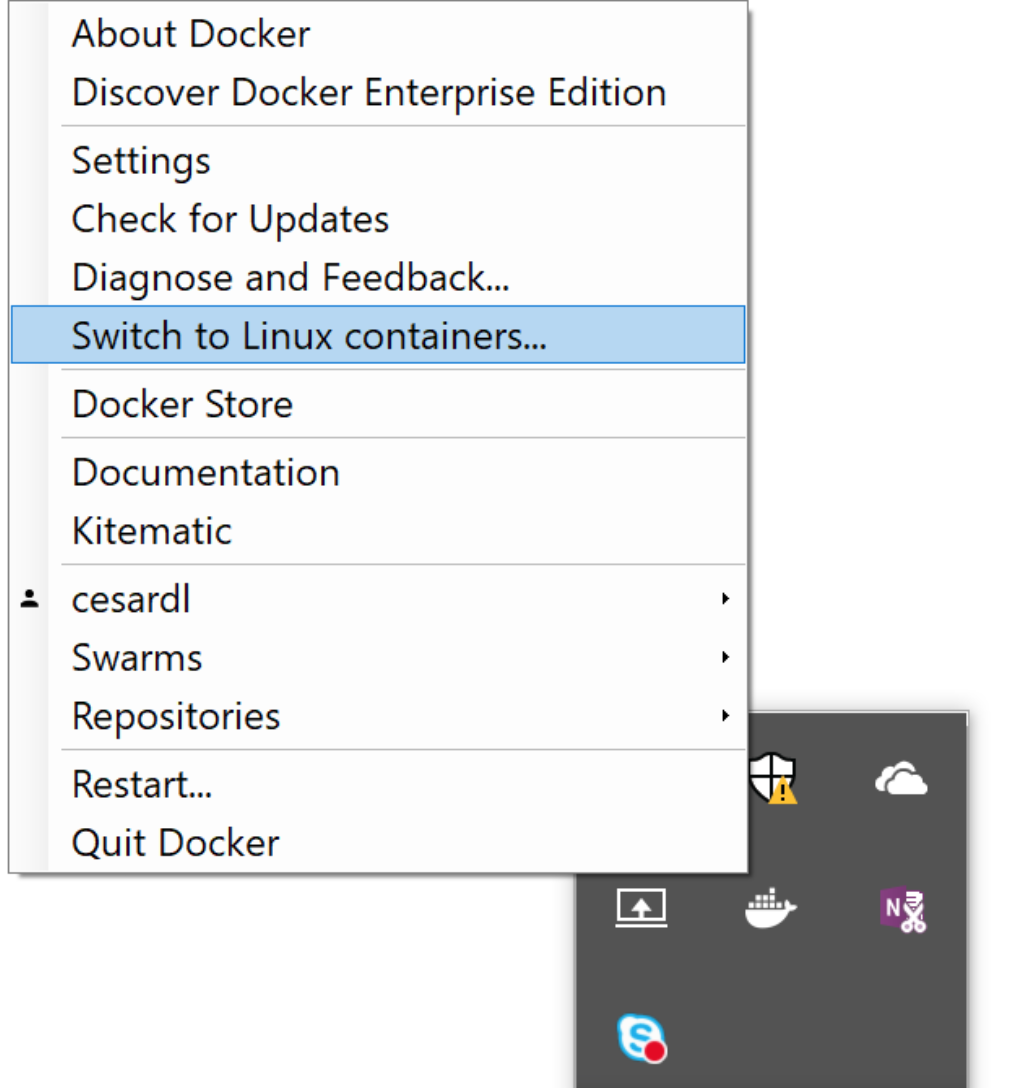 About Docker
Discover Docker Enterprise Edition
Settings
Check for Updates
Diagnose and Feedback...
Switch to Linux containers...
Docker Store
Documentation
Kitematic
cesardl
Swarms
Repositories
Restart...
Quit Docker
N
S